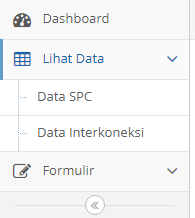 Dashboard
Lihat Data
Data SPC
Data Interkoneksi
Formulir